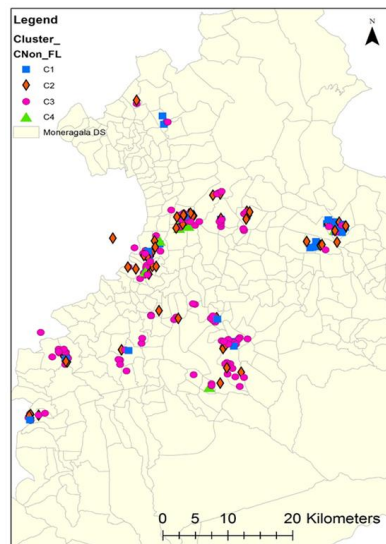 Legend
N
Cluster_
CNon_FL
C1
C2
C3
C4
Moneragala DS
0 5 10 20 Kilometers